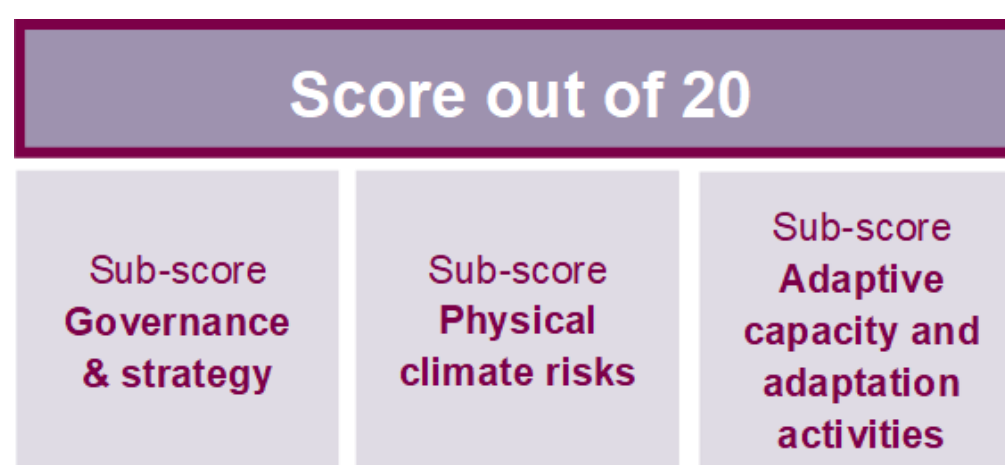 Score out of 20
Sub-score
Governance
& strategy
Sub-score
Physical
climate risks
Sub-score
Adaptive
capacity and
adaptation
activities